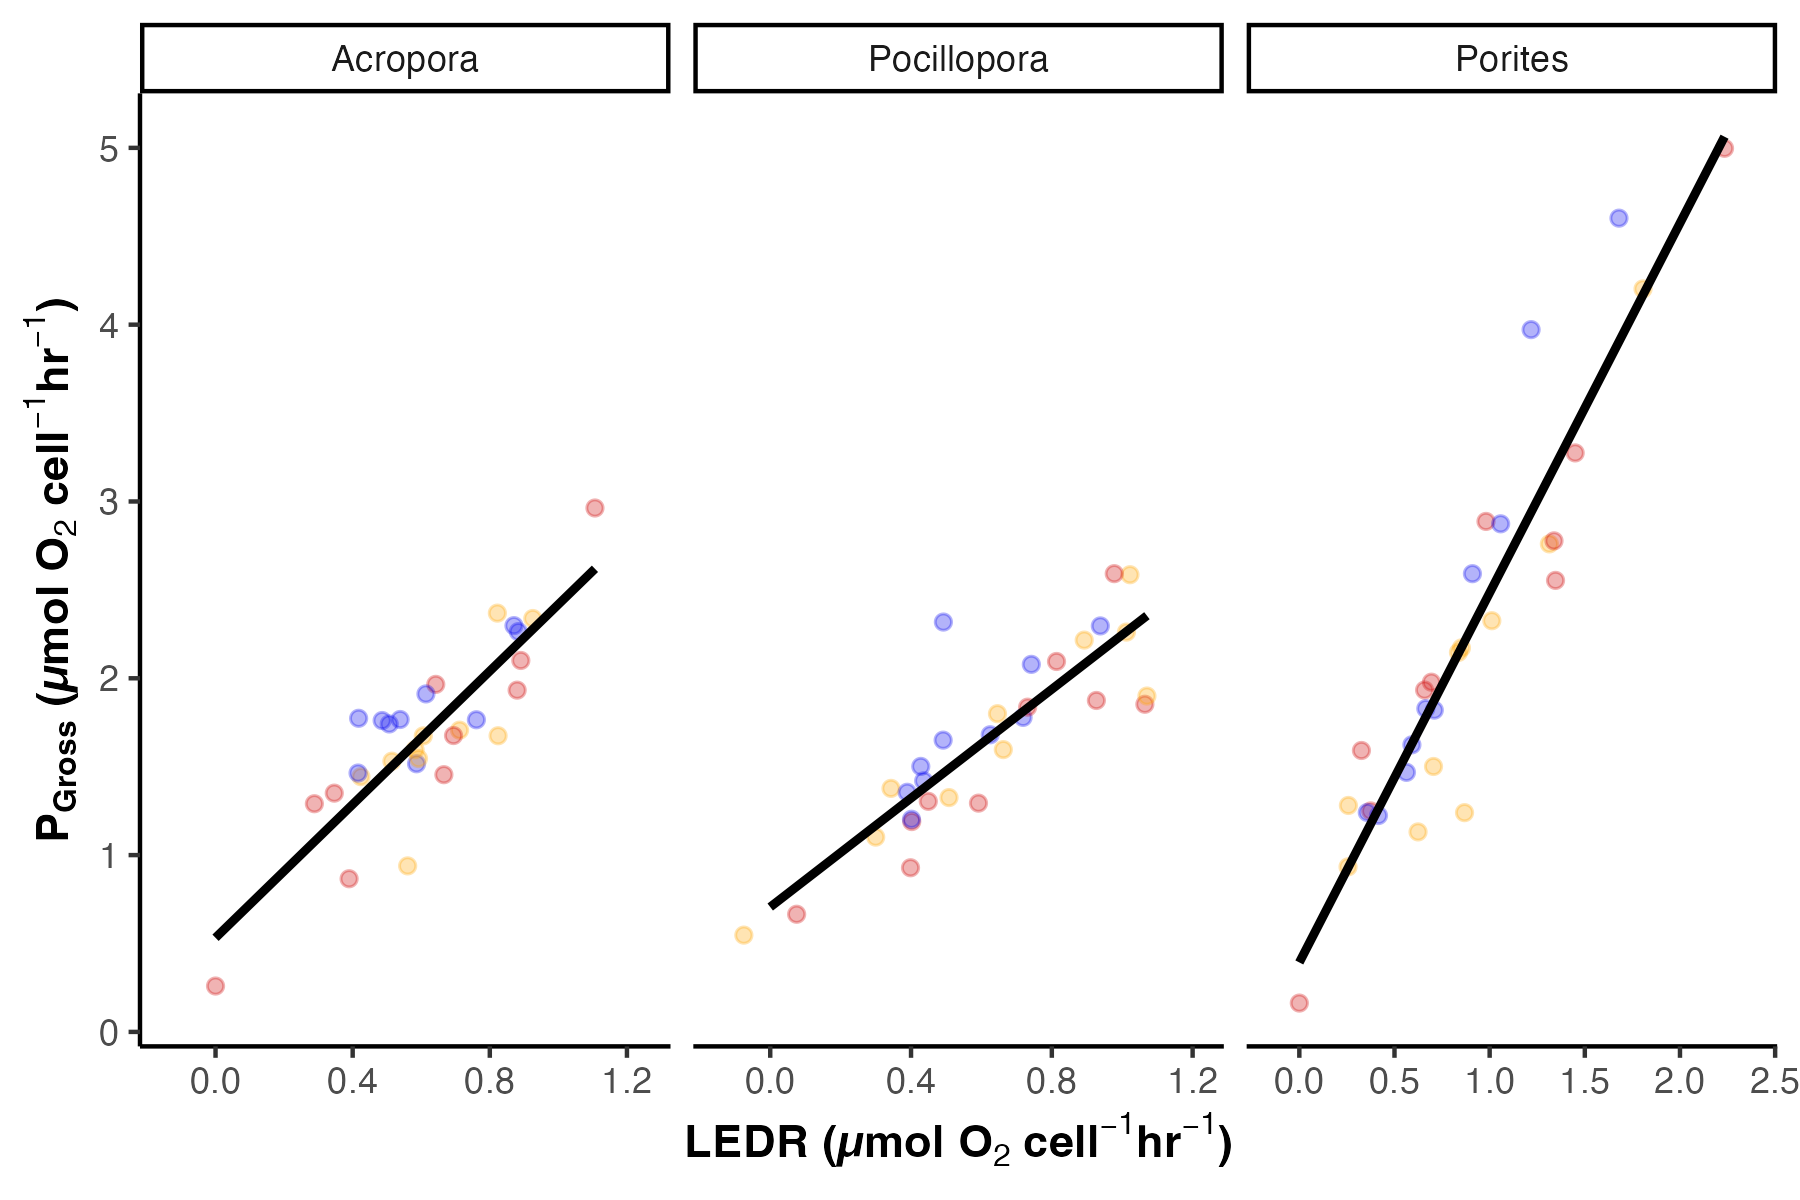 Acropora Pocillopora Porites
5
4
3
2
1
0
P_Gross (µmol O₂ cell⁻¹hr⁻¹)
0.0 0.4 0.8 1.2 0.0 0.4 0.8 1.2 0.0 0.5 1.0 1.5 2.0 2.5
LEDR (µmol O₂ cell⁻¹hr⁻¹)